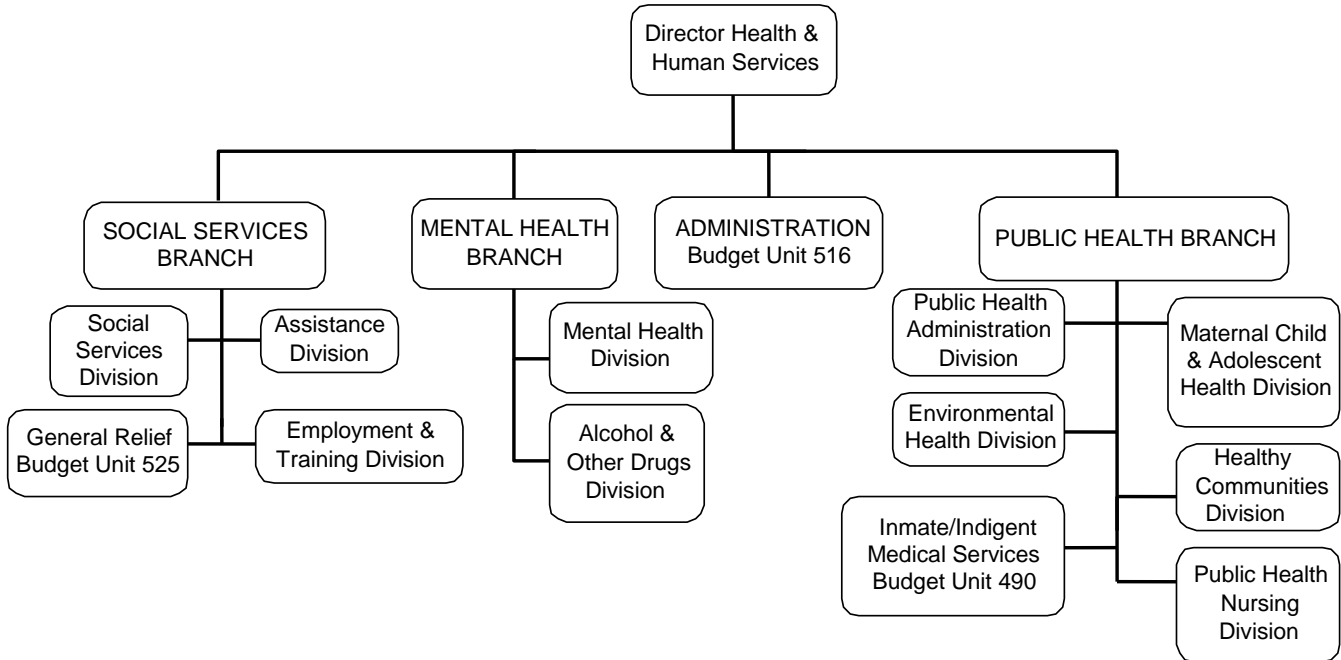 Director Health &
Human Services
SOCIAL SERVICES
BRANCH
MENTAL HEALTH
BRANCH
ADMINISTRATION
Budget Unit 516
PUBLIC HEALTH BRANCH
Social
Services
Division
Assistance
Division
General Relief
Budget Unit 525
Employment &
Training Division
Mental Health
Division
Alcohol &
Other Drugs
Division
Public Health
Administration
Division
Maternal Child
& Adolescent
Health Division
Environmental
Health Division
Healthy
Communities
Division
Inmate/Indigent
Medical Services
Budget Unit 490
Public Health
Nursing
Division